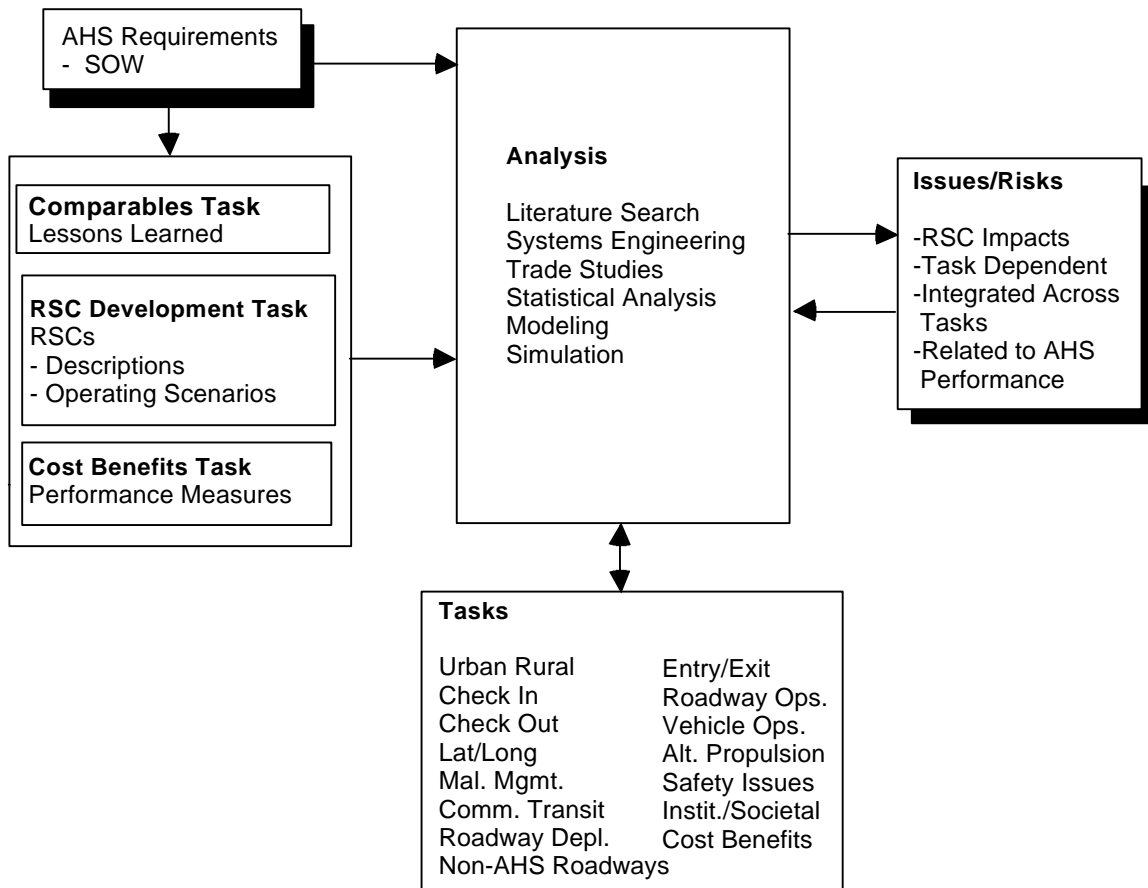 AHS Requirements
- SOW
Comparables Task
Lessons Learned
RSC Development Task
RSCs
- Descriptions
- Operating Scenarios
Cost Benefits Task
Performance Measures
Analysis
Literature Search
Systems Engineering
Trade Studies
Statistical Analysis
Modeling
Simulation
Issues/Risks
-RSC Impacts
-Task Dependent
-Integrated Across
Tasks
-Related to AHS
Performance
Tasks
Urban Rural
Check In
Check Out
Lat/Long
Mal. Mgmt.
Comm. Transit
Roadway Depl.
Non-AHS Roadways
Entry/Exit
Roadway Ops.
Vehicle Ops.
Alt. Propulsion
Safety Issues
Instit./Societal
Cost Benefits